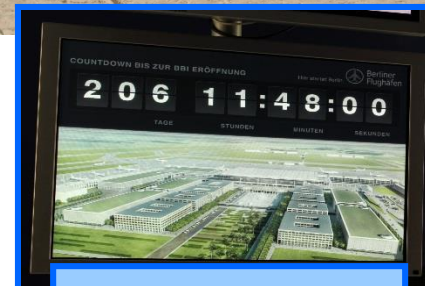 COUNTDOWN BIS ZUR BBI ERÖFFNUNG
Berliner
Flughäfen
206 11:48:00
TAGE STUNDEN MINUTEN SEKUNDEN